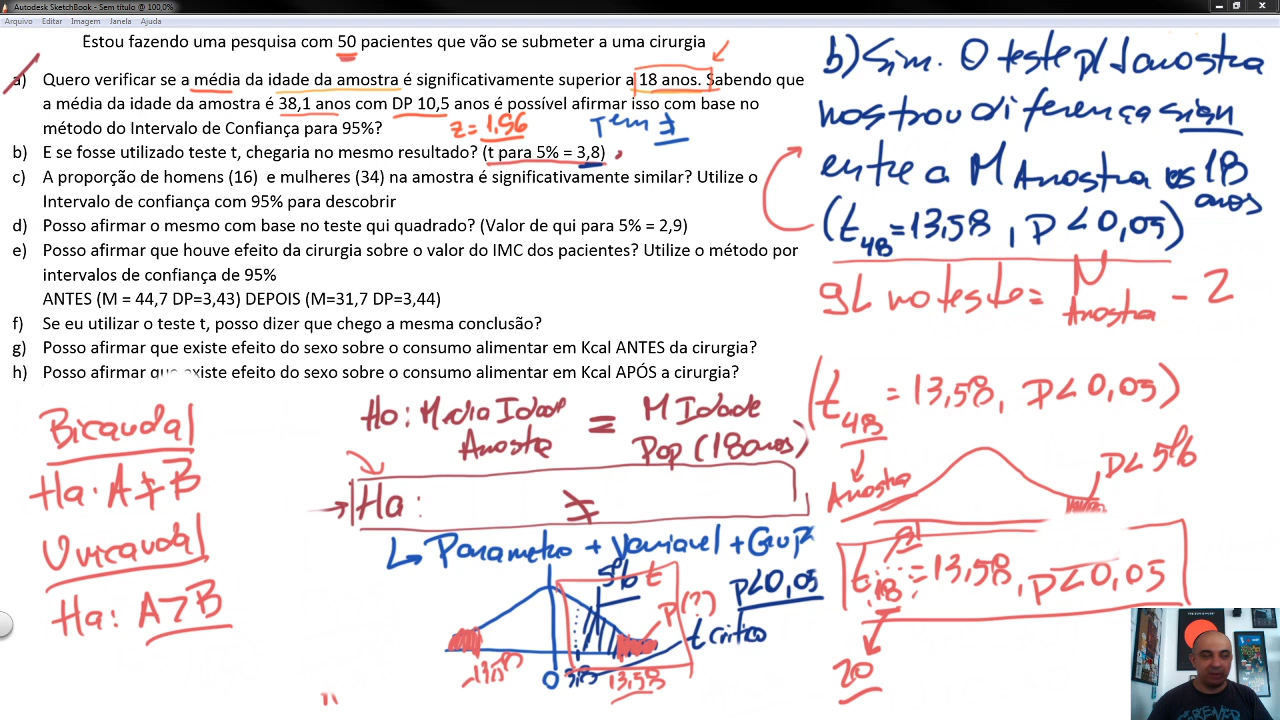 Autodesk SketchBook - Sem título @ 100,0%
Arquivo Editar Imagem Janela Ajuda
Estou fazendo uma pesquisa com 50 pacientes que vão se submeter a uma cirurgia
a) Quero verificar se a média da idade da amostra é significativamente superior a 18 anos. Sabendo que
a média da idade da amostra é 38,1 anos com DP 10,5 anos é possível afirmar isso com base no
método do Intervalo de Confiança para 95%?
z = 1,96
Tem ≠
b) E se fosse utilizado teste t, chegaria no mesmo resultado? (t para 5% = 3,8)
c) A proporção de homens (16) e mulheres (34) na amostra é significativamente similar? Utilize o
Intervalo de confiança com 95% para descobrir
d) Posso afirmar o mesmo com base no teste qui quadrado? (Valor de qui para 5% = 2,9)
e) Posso afirmar que houve efeito da cirurgia sobre o valor do IMC dos pacientes? Utilize o método por
intervalos de confiança de 95%
ANTES (M = 44,7 DP=3,43) DEPOIS (M=31,7 DP=3,44)
f) Se eu utilizar o teste t, posso dizer que chego a mesma conclusão?
g) Posso afirmar que existe efeito do sexo sobre o consumo alimentar em Kcal ANTES da cirurgia?
h) Posso afirmar que existe efeito do sexo sobre o consumo alimentar em Kcal APÓS a cirurgia?
b) Sim. O teste p/ 1 amostra
mostrou diferença sign
entre a M Amostra e os 18
anos
(t48 = 13,58, p < 0,05)
gL no teste = N Amostra - 2
Bicaudal
Ha: A ≠ B
Unicaudal
Ha: A > B
Ho: Média Idade Amostra = M Idade Pop (18 anos)
Ha: ≠
Parametro + Variavel + Grup
5% t
p < 0,05
p(?)
t critico
0
13,58
(t48 = 13,58, p < 0,05)
Amostra
p < 5%
gl
t18 = 13,58, p < 0,05
20